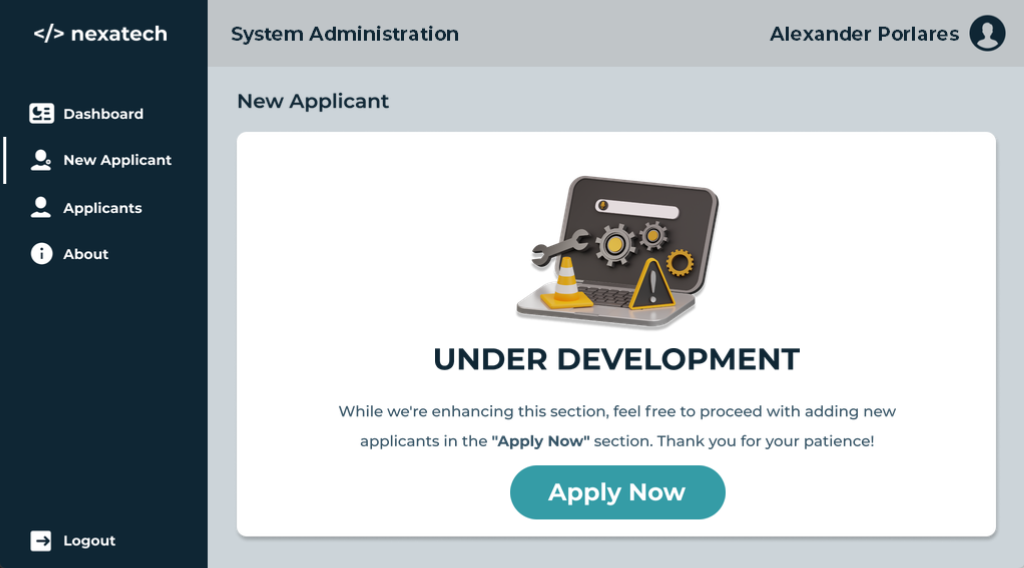 </> nexatech
System Administration
Alexander Porlares
Dashboard
New Applicant
Applicants
About
Logout
New Applicant
UNDER DEVELOPMENT
While we're enhancing this section, feel free to proceed with adding new
applicants in the "Apply Now" section. Thank you for your patience!
Apply Now